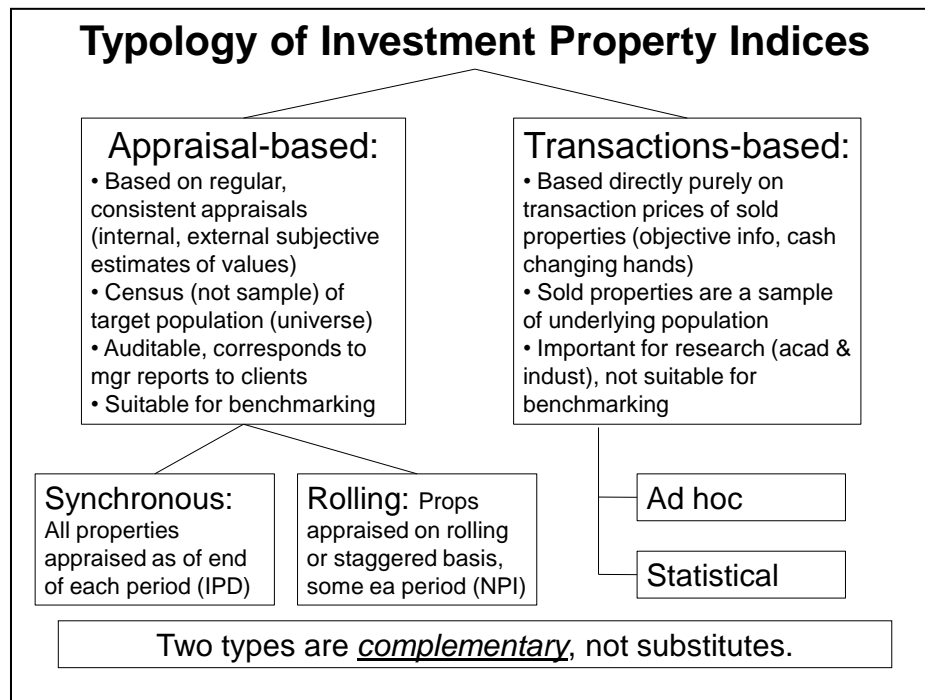 Typology of Investment Property Indices
Appraisal-based:
• Based on regular,
consistent appraisals
(internal, external subjective
estimates of values)
• Census (not sample) of
target population (universe)
• Auditable, corresponds to
mgr reports to clients
• Suitable for benchmarking
Transactions-based:
• Based directly purely on
transaction prices of sold
properties (objective info, cash
changing hands)
• Sold properties are a sample
of underlying population
• Important for research (acad &
indust), not suitable for
benchmarking
Synchronous:
All properties
appraised as of end
of each period (IPD)
Rolling: Props
appraised on rolling
or staggered basis,
some ea period (NPI)
Ad hoc
Statistical
Two types are complementary, not substitutes.